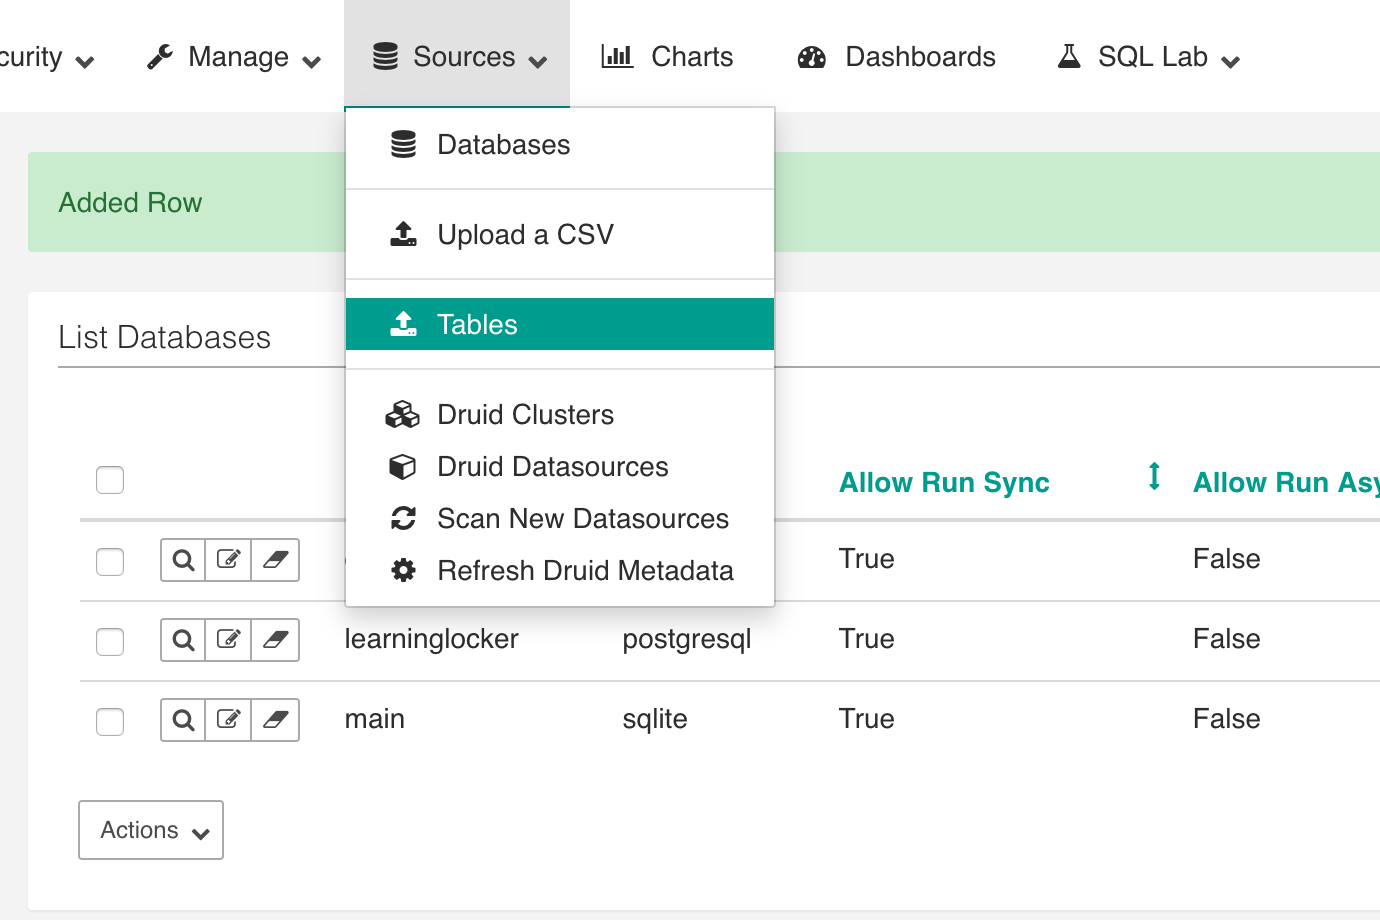 curity Manage Sources Charts Dashboards SQL Lab
Databases
Added Row
Upload a CSV
Tables
List Databases
Druid Clusters
Druid Datasources
Allow Run Sync Allow Run Asy
Scan New Datasources
True False
Refresh Druid Metadata
learninglocker postgresql True False
main sqlite True False
Actions